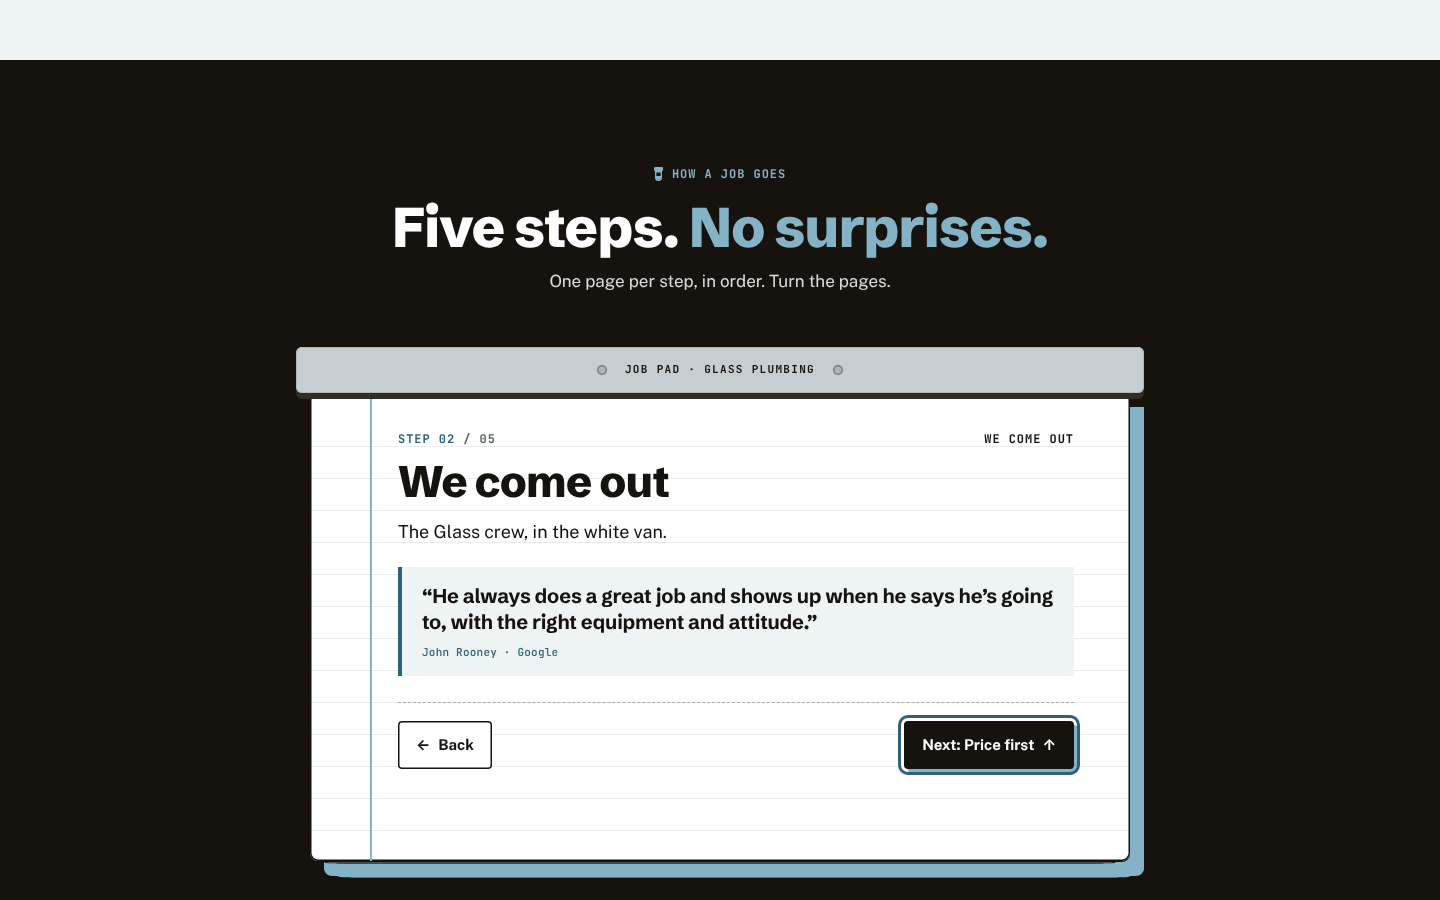 HOW A JOB GOES
Five steps. No surprises.
One page per step, in order. Turn the pages.
JOB PAD · GLASS PLUMBING
STEP 02 / 05
WE COME OUT
We come out
The Glass crew, in the white van.
“He always does a great job and shows up when he says he’s going
to, with the right equipment and attitude.”
John Rooney · Google
← Back
Next: Price first ↑